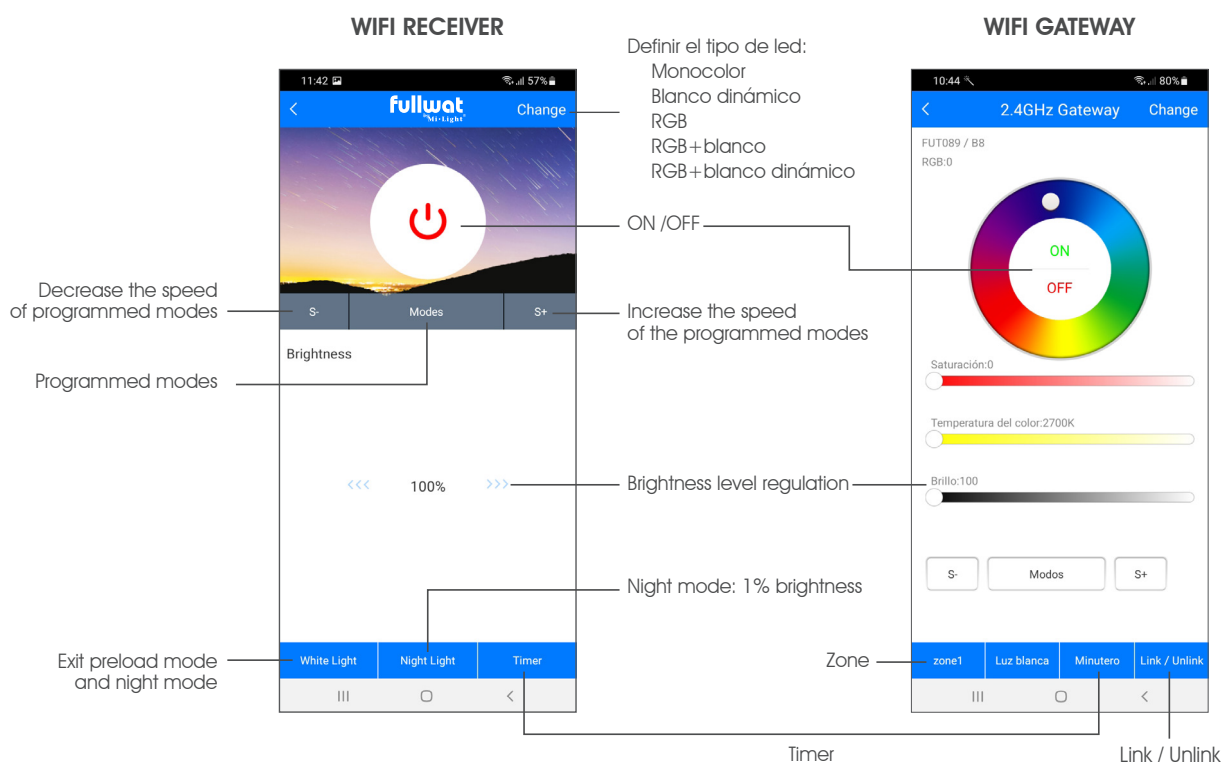 WIFI RECEIVER
WIFI GATEWAY
Definir el tipo de led:
Monocolor
Blanco dinámico
RGB
RGB+blanco
RGB+blanco dinámico
11:42
57%
fullwat
by Mi·Light®
Change
ON /OFF
Decrease the speed
of programmed modes
S-
Modes
S+
Increase the speed
of the programmed modes
Brightness
Programmed modes
100%
Brightness level regulation
Night mode: 1% brightness
Exit preload mode
and night mode
White Light
Night Light
Timer
10:44
80%
2.4GHz Gateway
Change
FUT089 / B8
RGB:0
ON
OFF
Saturación:0
Temperatura del color:2700K
Brillo:100
S-
Modos
S+
Zone
zone1
Luz blanca
Minutero
Link / Unlink
Timer
Link / Unlink